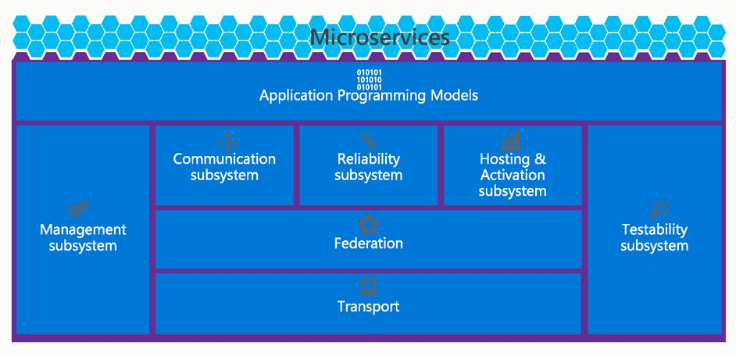 Microservices
010101
101010
010101
Application Programming Models
Communication
subsystem
Reliability
subsystem
Hosting &
Activation
subsystem
Management
subsystem
Federation
Testability
subsystem
Transport